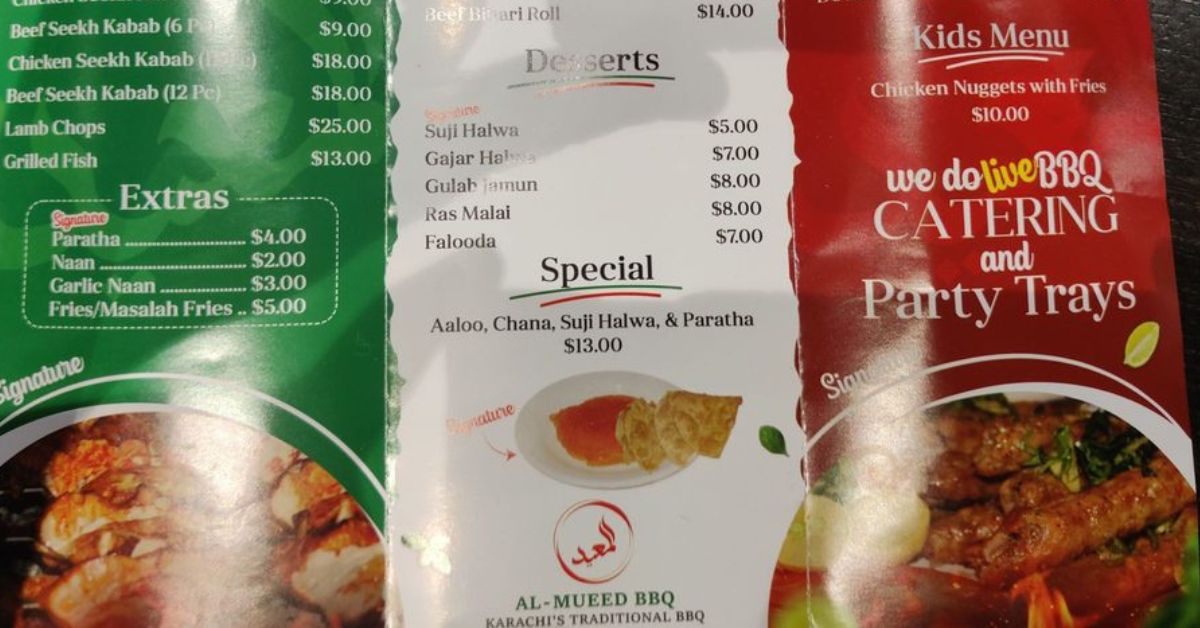 $9.00
Beef Seekh Kabab (6 Pc) $9.00
Chicken Seekh Kabab $18.00
Beef Seekh Kabab (12 Pc) $18.00
Lamb Chops $25.00
Grilled Fish $13.00
Extras
Signature
Paratha ........................... $4.00
Naan ................................ $2.00
Garlic Naan ................... $3.00
Fries/Masalah Fries .. $5.00
Signature
Beef Bihari Roll $14.00
Desserts
Signature
Suji Halwa $5.00
Gajar Halwa $7.00
Gulab jamun $8.00
Ras Malai $8.00
Falooda $7.00
Special
Aaloo, Chana, Suji Halwa, & Paratha
$13.00
Signature
المعيد
AL-MUEED BBQ
KARACHI'S TRADITIONAL BBQ
Kids Menu
Chicken Nuggets with Fries
$10.00
we do live BBQ
CATERING
and
Party Trays
Signature